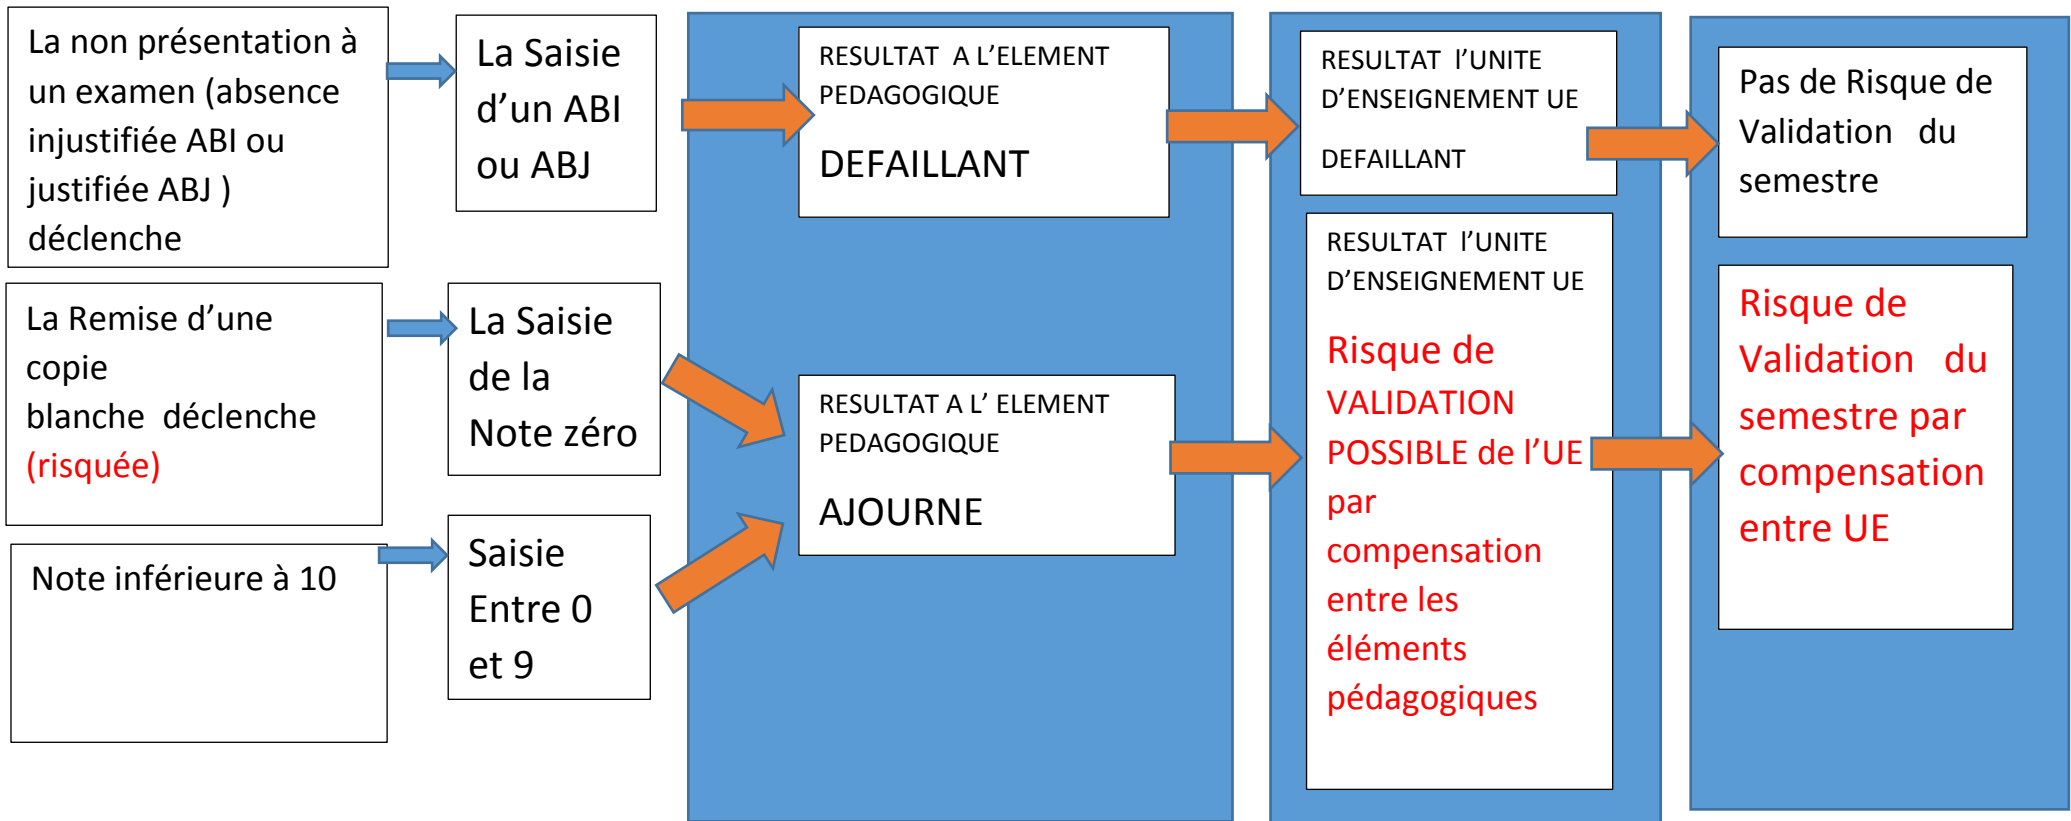 La non présentation à
un examen (absence
injustifiée ABI ou
justifiée ABJ )
déclenche
La Saisie
d’un ABI
ou ABJ
RESULTAT A L’ELEMENT
PEDAGOGIQUE
DEFAILLANT
RESULTAT l’UNITE
D’ENSEIGNEMENT UE
DEFAILLANT
Pas de Risque de
Validation du
semestre
La Remise d’une
copie
blanche déclenche
(risquée)
La Saisie
de la
Note zéro
Note inférieure à 10
Saisie
Entre 0
et 9
RESULTAT A L’ ELEMENT
PEDAGOGIQUE
AJOURNE
RESULTAT l’UNITE
D’ENSEIGNEMENT UE
Risque de
VALIDATION
POSSIBLE de l’UE
par
compensation
entre les
éléments
pédagogiques
Risque de
Validation du
semestre par
compensation
entre UE